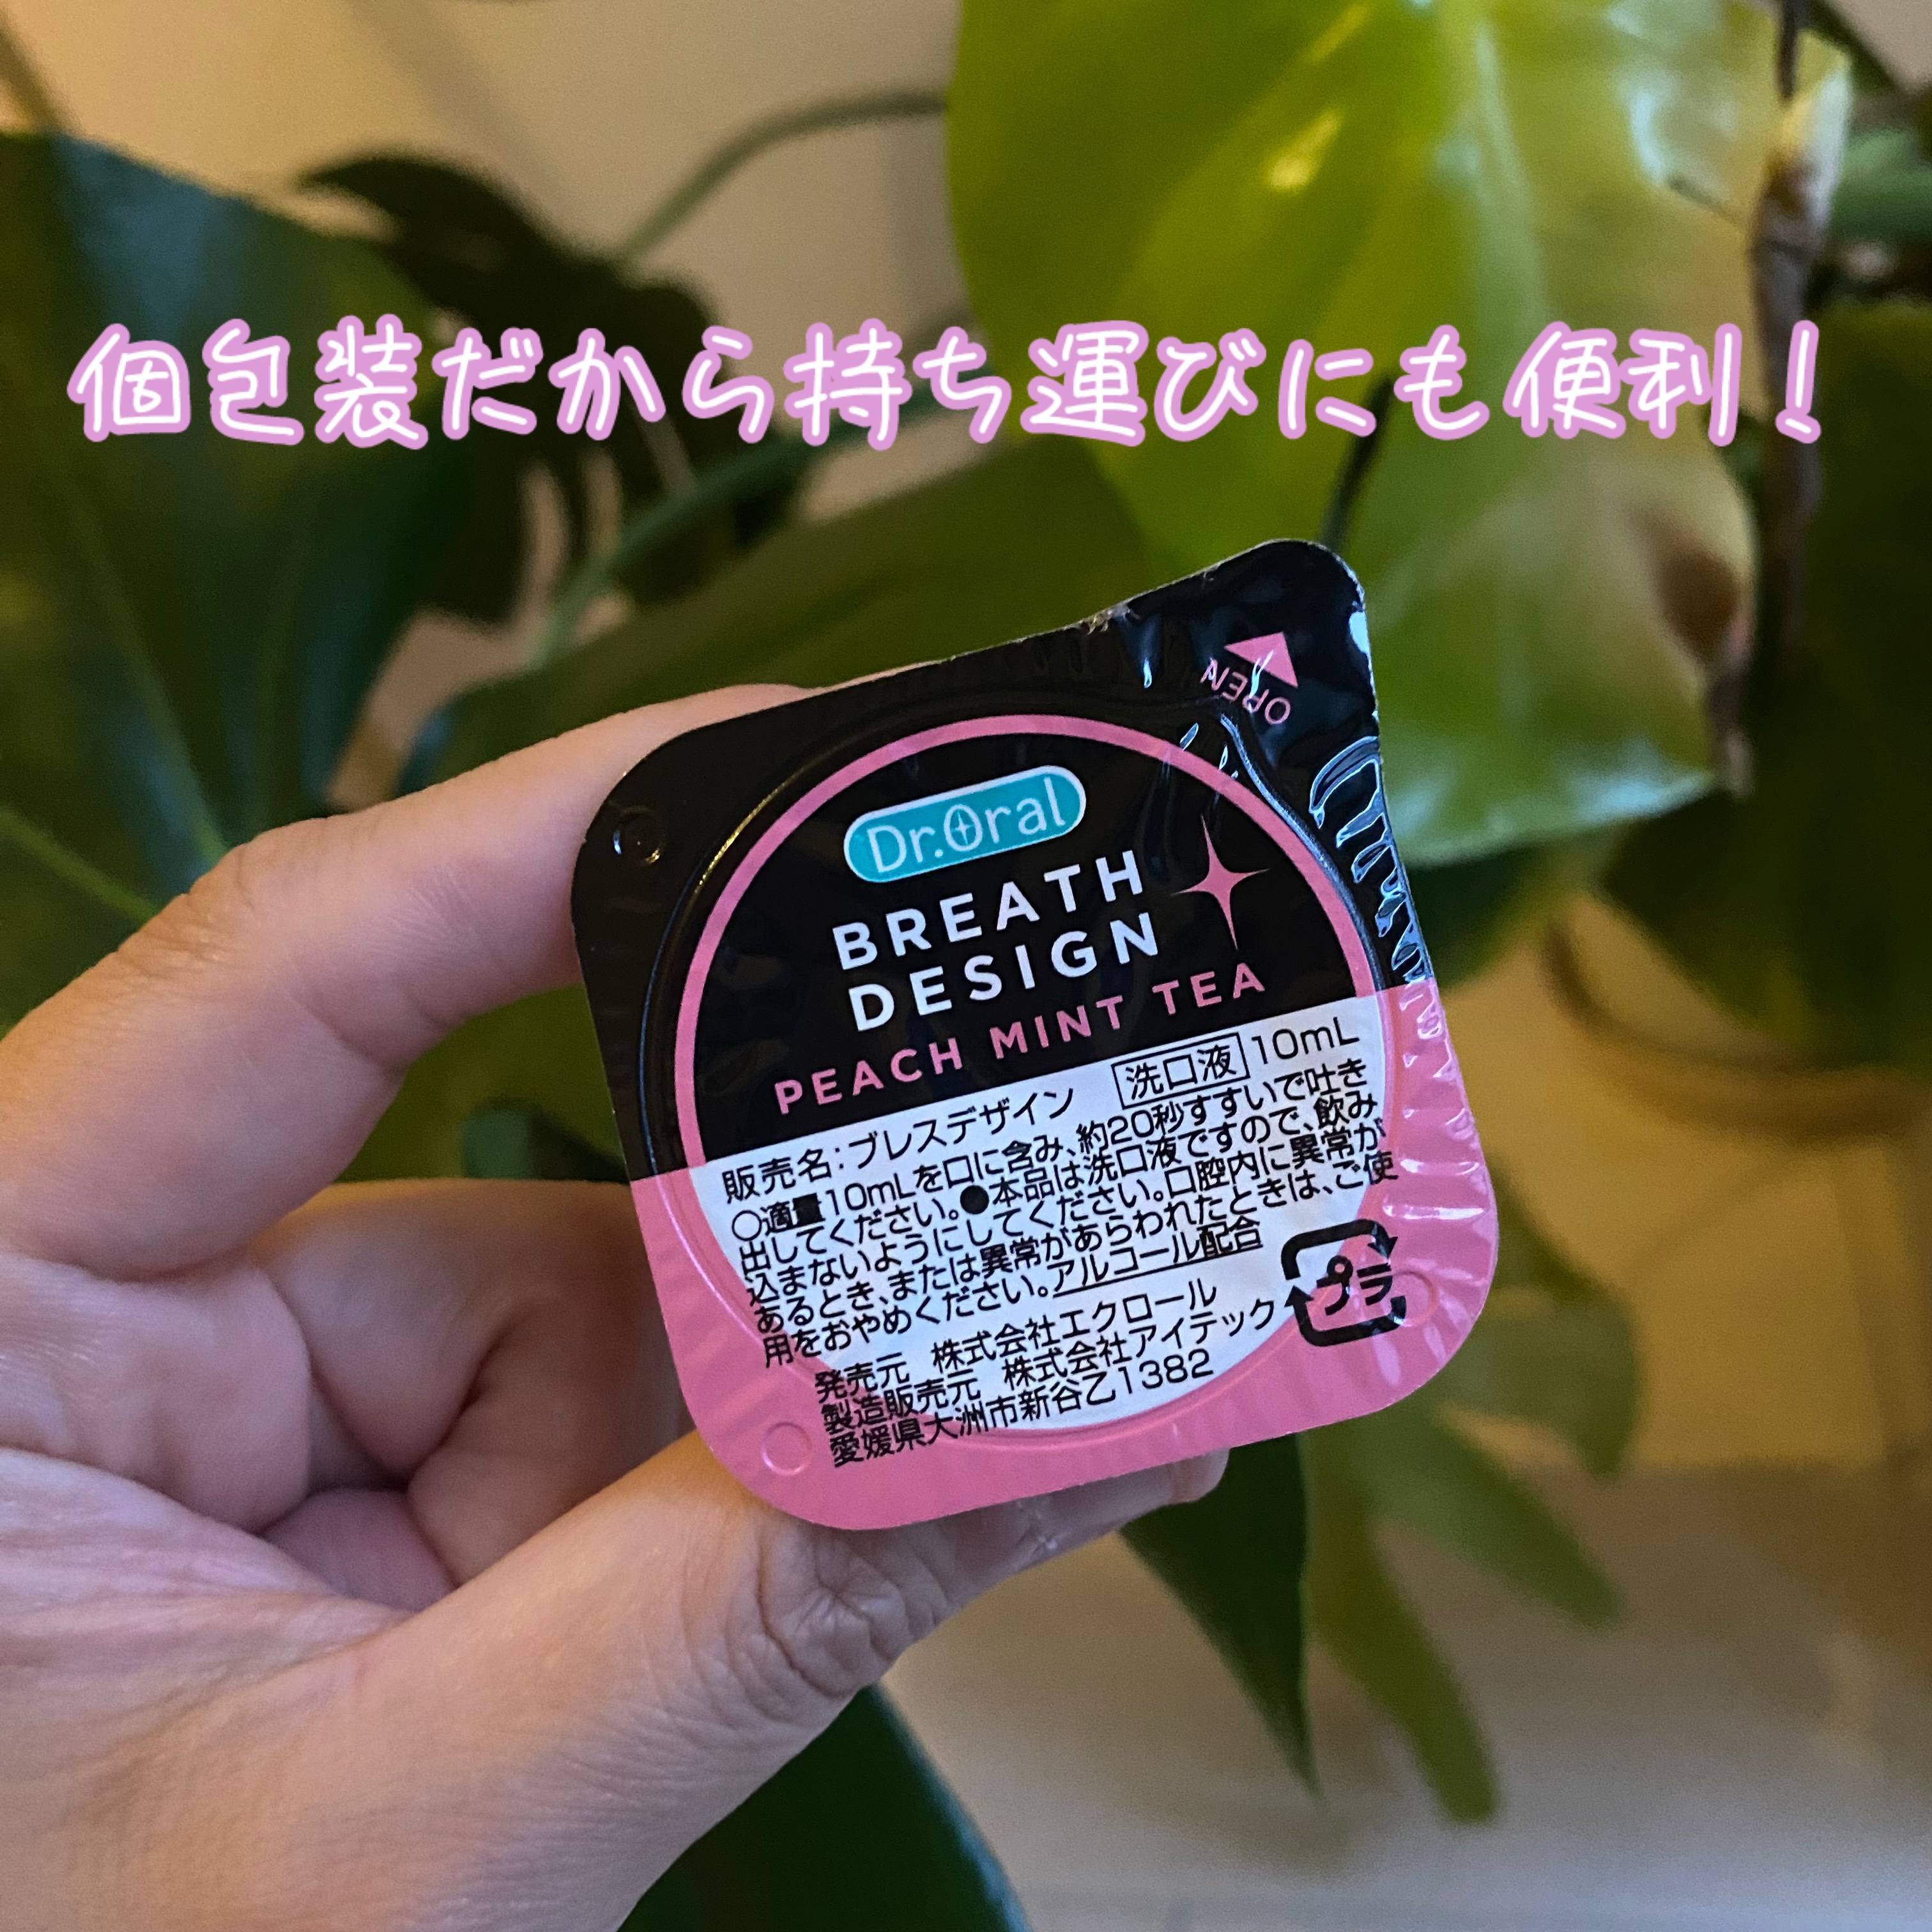 個包装だから持ち運びにも便利！
OPEN
Dr.Oral
BREATH
DESIGN
PEACH MINT TEA
販売名：ブレスデザイン 洗口液 10mL
○適量10mLを口に含み、約20秒すすいで吐き
出してください。●本品は洗口液ですので、飲み
込まないようにしてください。口腔内に異常が
あるとき、または異常があらわれたときは、ご使
用をおやめください。アルコール配合
プラ
発売元 株式会社エクロール
製造販売元 株式会社アイテック
愛媛県大洲市新谷乙1382